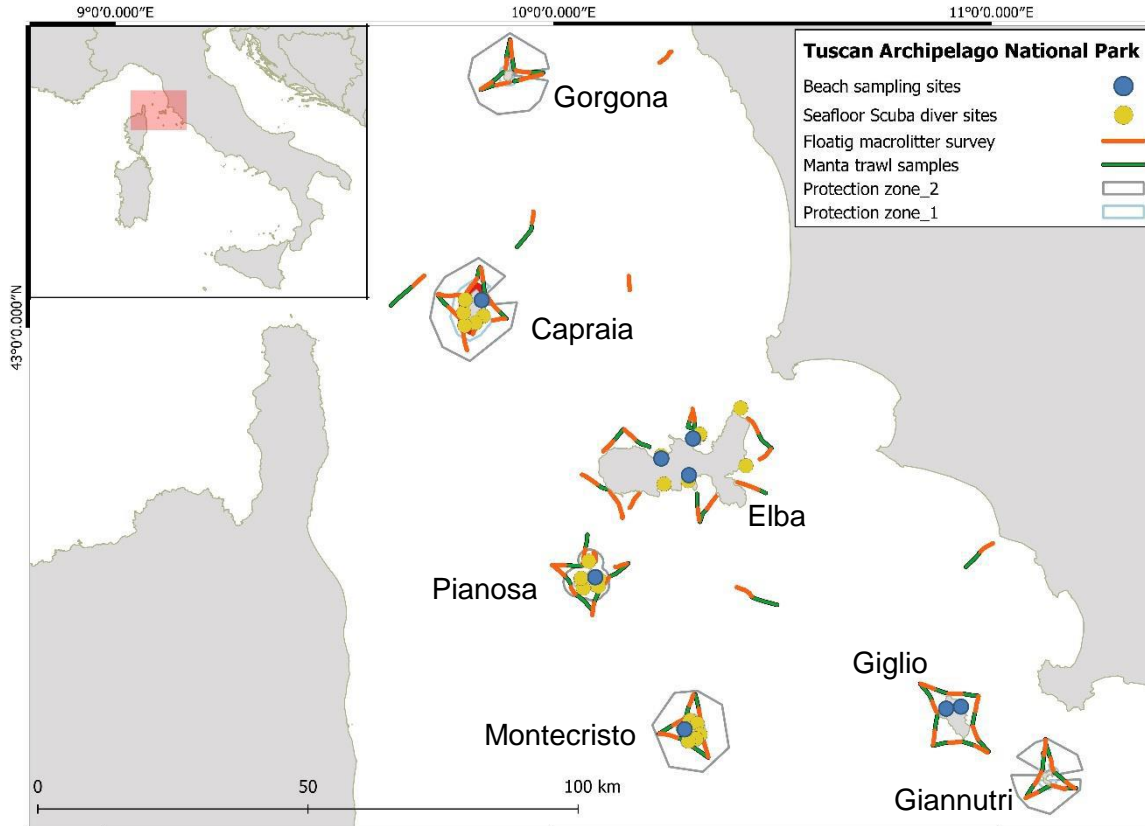 9°0'0.000"E
10°0'0.000"E
11°0'0.000"E
43°0'0.000"N
Tuscan Archipelago National Park
Beach sampling sites
Seafloor Scuba diver sites
Floatig macrolitter survey
Manta trawl samples
Protection zone_2
Protection zone_1
Gorgona
Capraia
Elba
Pianosa
Giglio
Montecristo
Giannutri
0 50 100 km